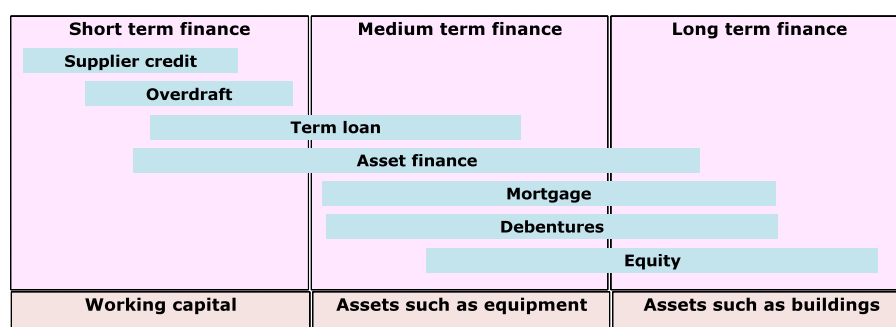 Short term finance
Medium term finance
Long term finance
Supplier credit
Overdraft
Term loan
Asset finance
Mortgage
Debentures
Equity
Working capital
Assets such as equipment
Assets such as buildings